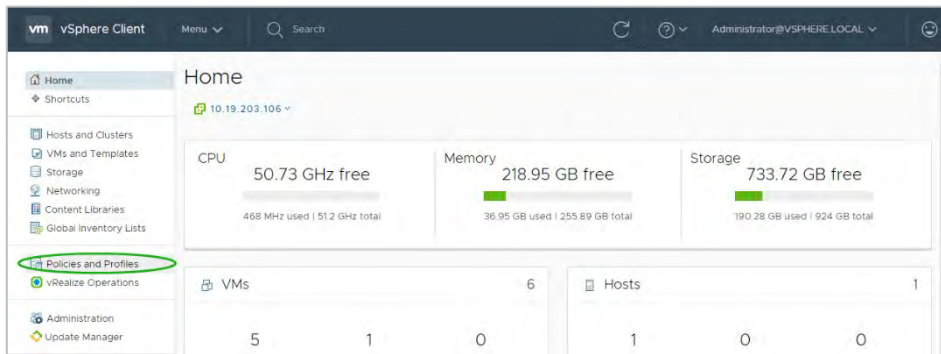 vm vSphere Client Menu Search Administrator@VSPHERE.LOCAL
Home
Shortcuts
Hosts and Clusters
VMs and Templates
Storage
Networking
Content Libraries
Global Inventory Lists
Policies and Profiles
vRealize Operations
Administration
Update Manager
Home
10.19.203.106
CPU
50.73 GHz free
468 MHz used | 51.2 GHz total
Memory
218.95 GB free
36.95 GB used | 255.89 GB total
Storage
733.72 GB free
190.28 GB used | 924 GB total
VMs 6
5 1 0
Hosts 1
1 0 0